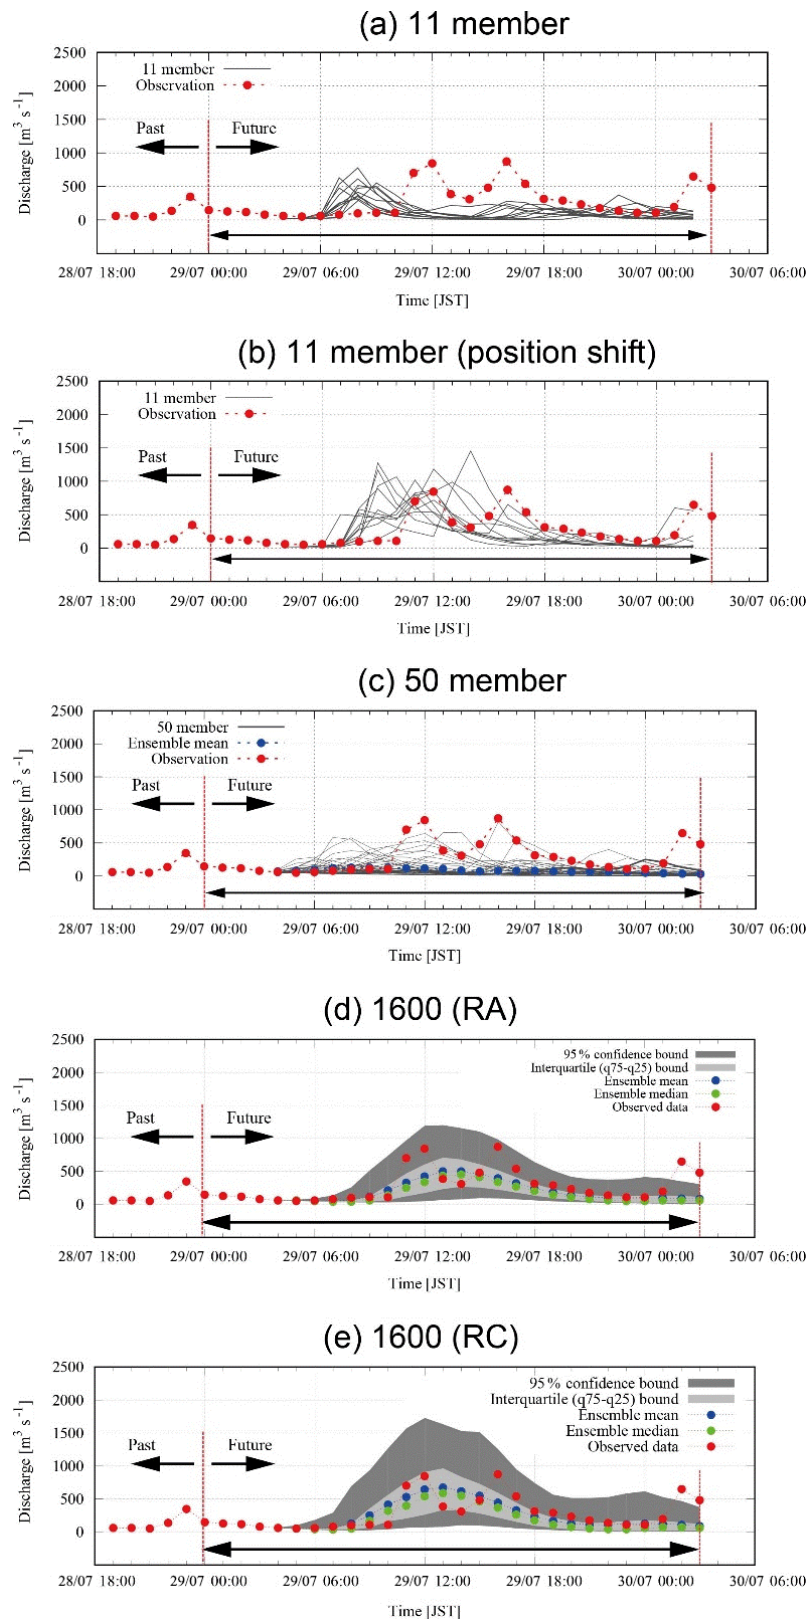 (a) 11 member
2500
2000
1500
1000
500
0
Discharge [m³ s⁻¹]
11 member
Observation
Past
Future
28/07 18:00 29/07 00:00 29/07 06:00 29/07 12:00 29/07 18:00 30/07 00:00 30/07 06:00
Time [JST]
(b) 11 member (position shift)
2500
2000
1500
1000
500
0
Discharge [m³ s⁻¹]
11 member
Observation
Past
Future
28/07 18:00 29/07 00:00 29/07 06:00 29/07 12:00 29/07 18:00 30/07 00:00 30/07 06:00
Time [JST]
(c) 50 member
2500
2000
1500
1000
500
0
Discharge [m³ s⁻¹]
50 member
Ensemble mean
Observation
Past
Future
28/07 18:00 29/07 00:00 29/07 06:00 29/07 12:00 29/07 18:00 30/07 00:00 30/07 06:00
Time [JST]
(d) 1600 (RA)
2500
2000
1500
1000
500
0
Discharge [m³ s⁻¹]
95 % confidence bound
Interquartile (q75-q25) bound
Ensemble mean
Ensemble median
Observed data
Past
Future
28/07 18:00 29/07 00:00 29/07 06:00 29/07 12:00 29/07 18:00 30/07 00:00 30/07 06:00
Time [JST]
(e) 1600 (RC)
2500
2000
1500
1000
500
0
Discharge [m³ s⁻¹]
95 % confidence bound
Interquartile (q75-q25) bound
Ensemble mean
Ensemble median
Observed data
Past
Future
28/07 18:00 29/07 00:00 29/07 06:00 29/07 12:00 29/07 18:00 30/07 00:00 30/07 06:00
Time [JST]